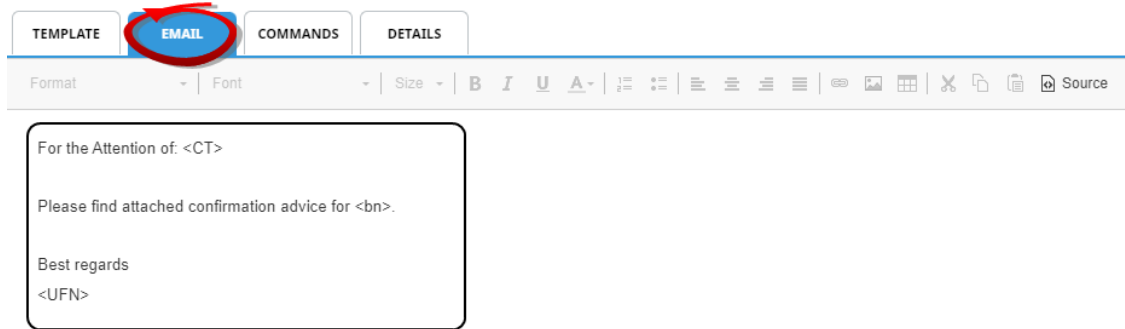 TEMPLATE EMAIL COMMANDS DETAILS
Format Font Size B I U A Source
For the Attention of: <CT>
Please find attached confirmation advice for <bn>.
Best regards
<UFN>